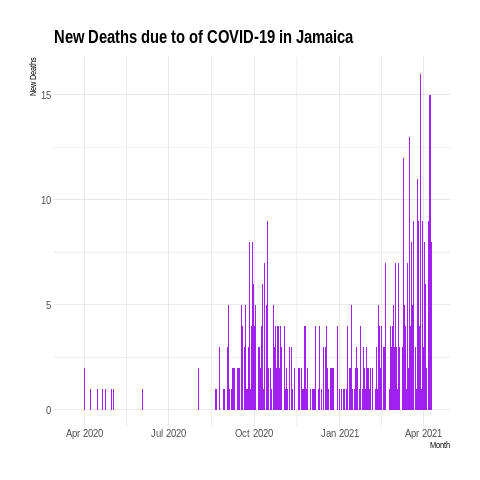 New Deaths due to of COVID-19 in Jamaica
New Deaths
15
10
5
0
Apr 2020
Jul 2020
Oct 2020
Jan 2021
Apr 2021
Month